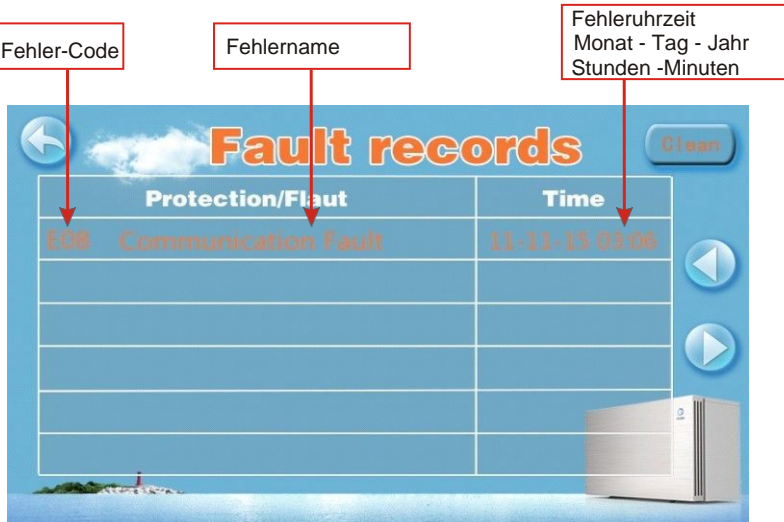 Fehler-Code
Fehlername
Fehleruhrzeit
Monat - Tag - Jahr
Stunden -Minuten
Fault records
Clean
Protection/Flaut
Time
E08 Communication Fault
11-11-15 03:06